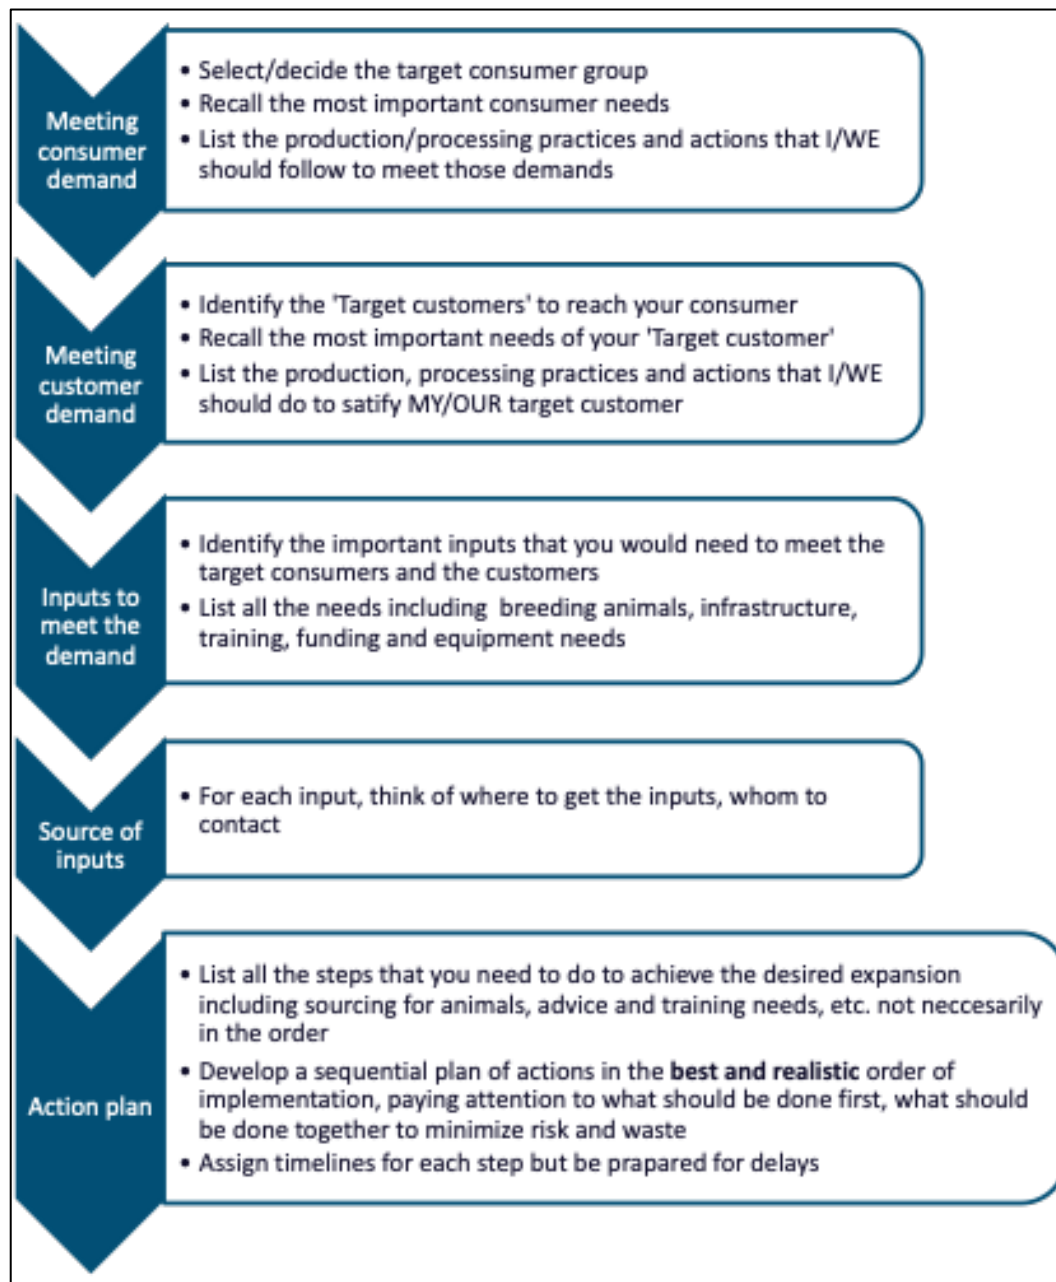 Meeting
consumer
demand
• Select/decide the target consumer group
• Recall the most important consumer needs
• List the production/processing practices and actions that I/WE
should follow to meet those demands
Meeting
customer
demand
• Identify the 'Target customers' to reach your consumer
• Recall the most important needs of your 'Target customer'
• List the production, processing practices and actions that I/WE
should do to satify MY/OUR target customer
Inputs to
meet the
demand
• Identify the important inputs that you would need to meet the
target consumers and the customers
• List all the needs including breeding animals, infrastructure,
training, funding and equipment needs
Source of
inputs
• For each input, think of where to get the inputs, whom to
contact
Action plan
• List all the steps that you need to do to achieve the desired expansion
including sourcing for animals, advice and training needs, etc. not neccesarily
in the order
• Develop a sequential plan of actions in the best and realistic order of
implementation, paying attention to what should be done first, what should
be done together to minimize risk and waste
• Assign timelines for each step but be prapared for delays